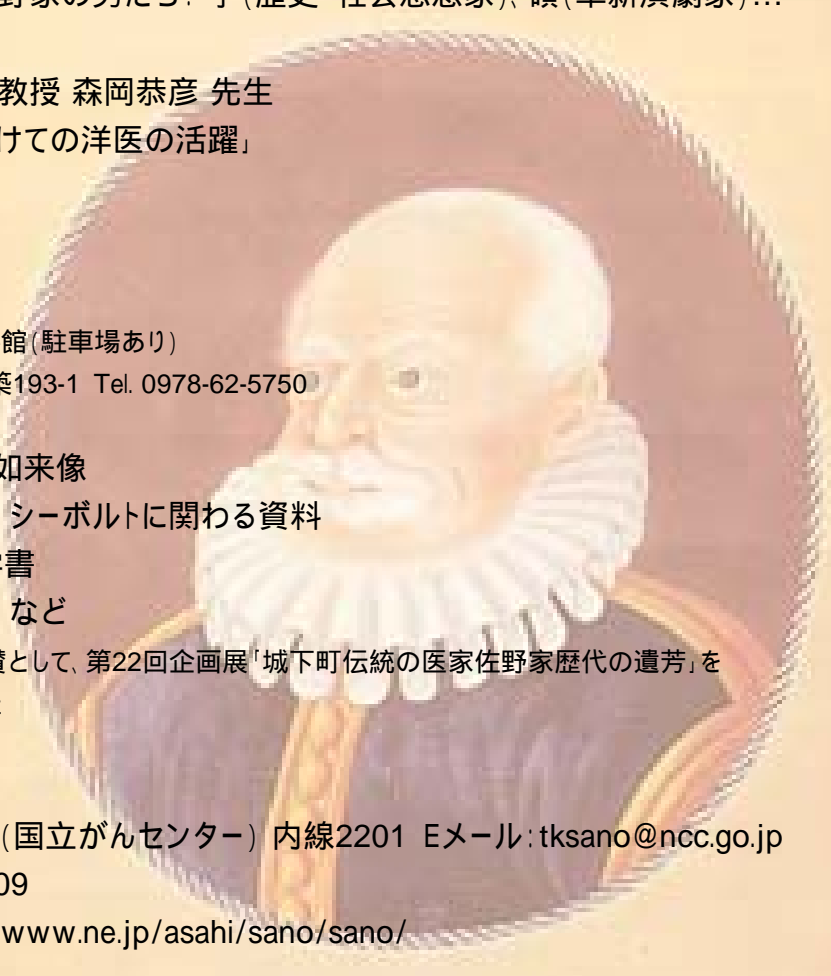 野家の男たち: 学(歴史・社会思想家)、碩(革新演劇家)…
教授 森岡恭彦 先生
けての洋医の活躍」
館(駐車場あり)
築193-1 Tel. 0978-62-5750
如来像
シーボルトに関わる資料
書
など
賛として、第22回企画展「城下町伝統の医家佐野家歴代の遺芳」を
(国立がんセンター) 内線2201 Eメール:tksano@ncc.go.jp
09
www.ne.jp/asahi/sano/sano/